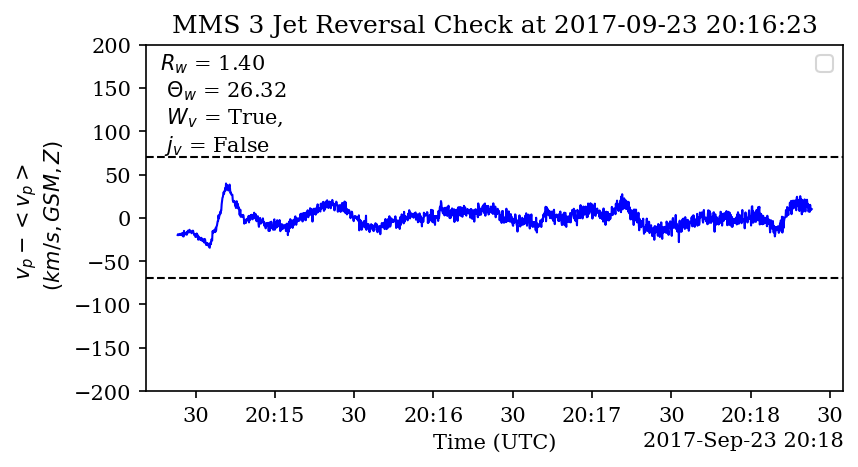 MMS 3 Jet Reversal Check at 2017-09-23 20:16:23
200
150
100
50
0
−50
−100
−150
−200
v_p − <v_p>
(km/s, GSM, Z)
R_w = 1.40
Θ_w = 26.32
W_v = True,
j_v = False
30 20:15 30 20:16 30 20:17 30 20:18 30
Time (UTC)
2017-Sep-23 20:18